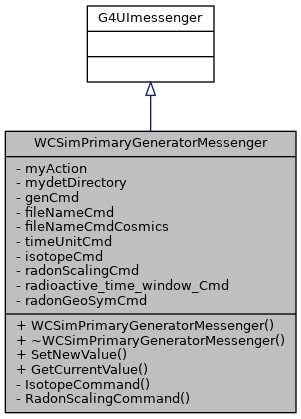 G4UImessenger
WCSimPrimaryGeneratorMessenger
- myAction
- mydetDirectory
- genCmd
- fileNameCmd
- fileNameCmdCosmics
- timeUnitCmd
- isotopeCmd
- radonScalingCmd
- radioactive_time_window_Cmd
- radonGeoSymCmd
+ WCSimPrimaryGeneratorMessenger()
+ ~WCSimPrimaryGeneratorMessenger()
+ SetNewValue()
+ GetCurrentValue()
- IsotopeCommand()
- RadonScalingCommand()